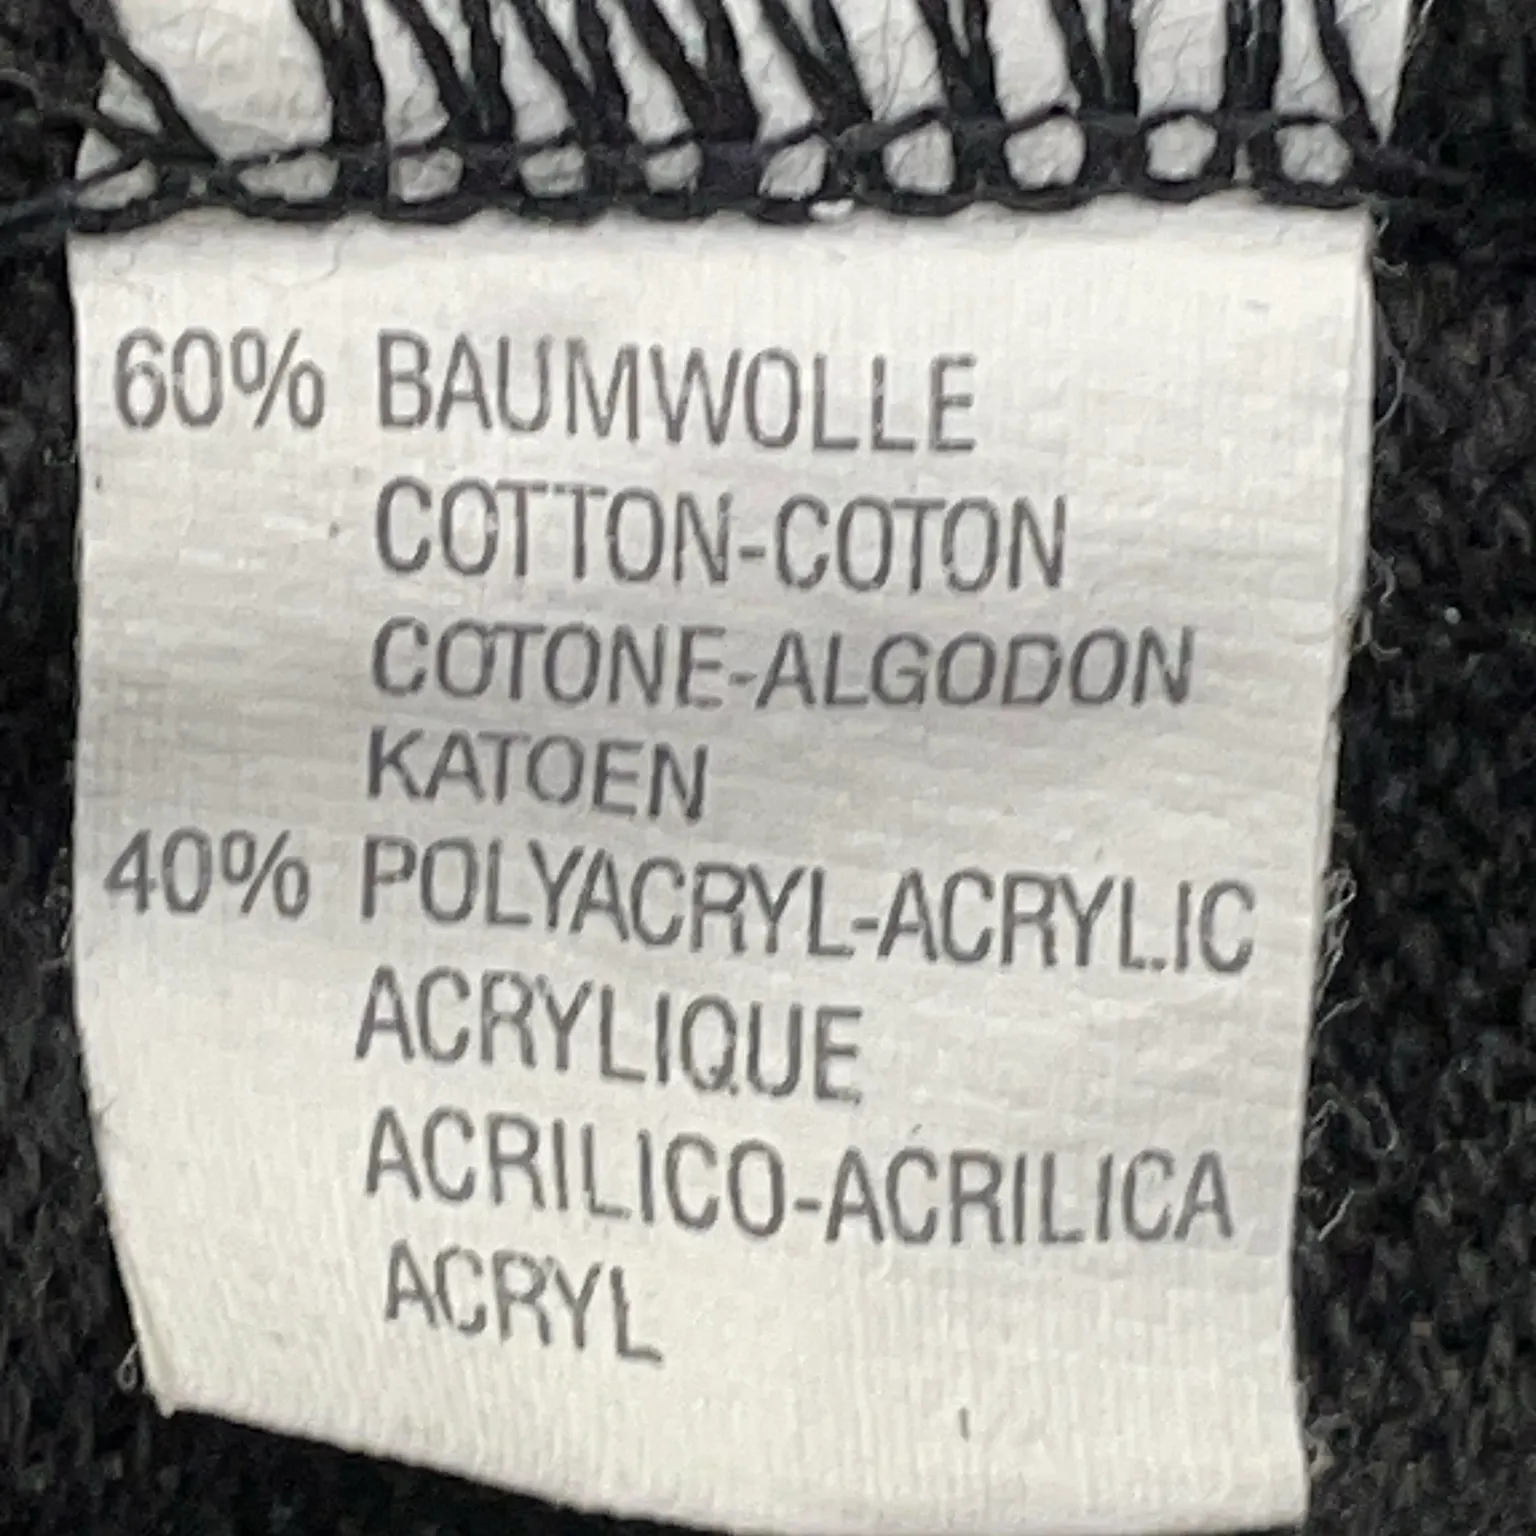 60% BAUMWOLLE
COTTON-COTON
COTONE-ALGODON
KATOEN
40% POLYACRYL-ACRYLIC
ACRYLIQUE
ACRILICO-ACRILICA
ACRYL